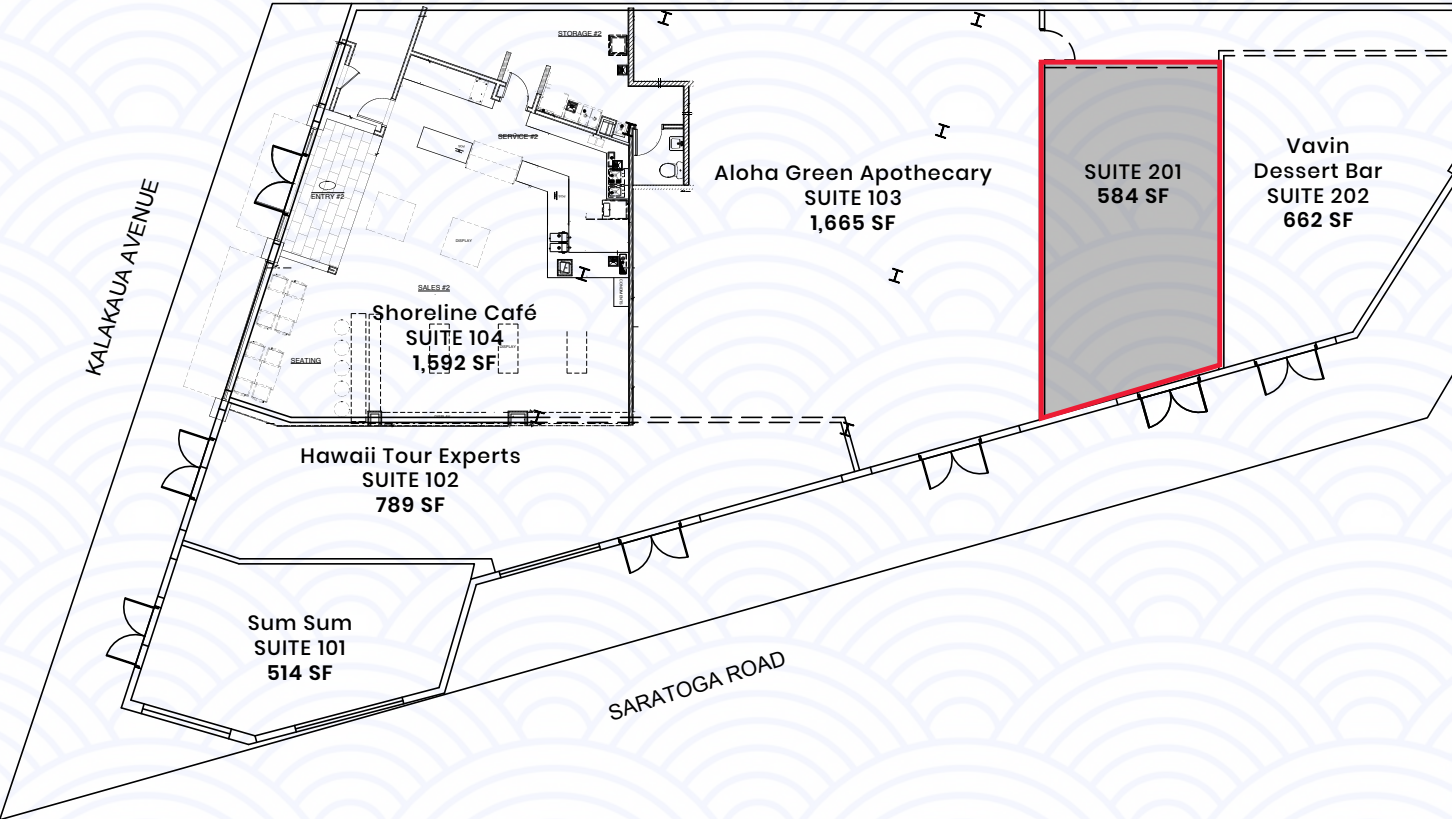 STORAGE #2
SERVICE #2
ENTRY #2
DISPLAY
SALES #2
SEATING
DISPLAY
KALAKAUA AVENUE
Shoreline Café
SUITE 104
1,592 SF
Aloha Green Apothecary
SUITE 103
1,665 SF
SUITE 201
584 SF
Vavin
Dessert Bar
SUITE 202
662 SF
Hawaii Tour Experts
SUITE 102
789 SF
Sum Sum
SUITE 101
514 SF
SARATOGA ROAD